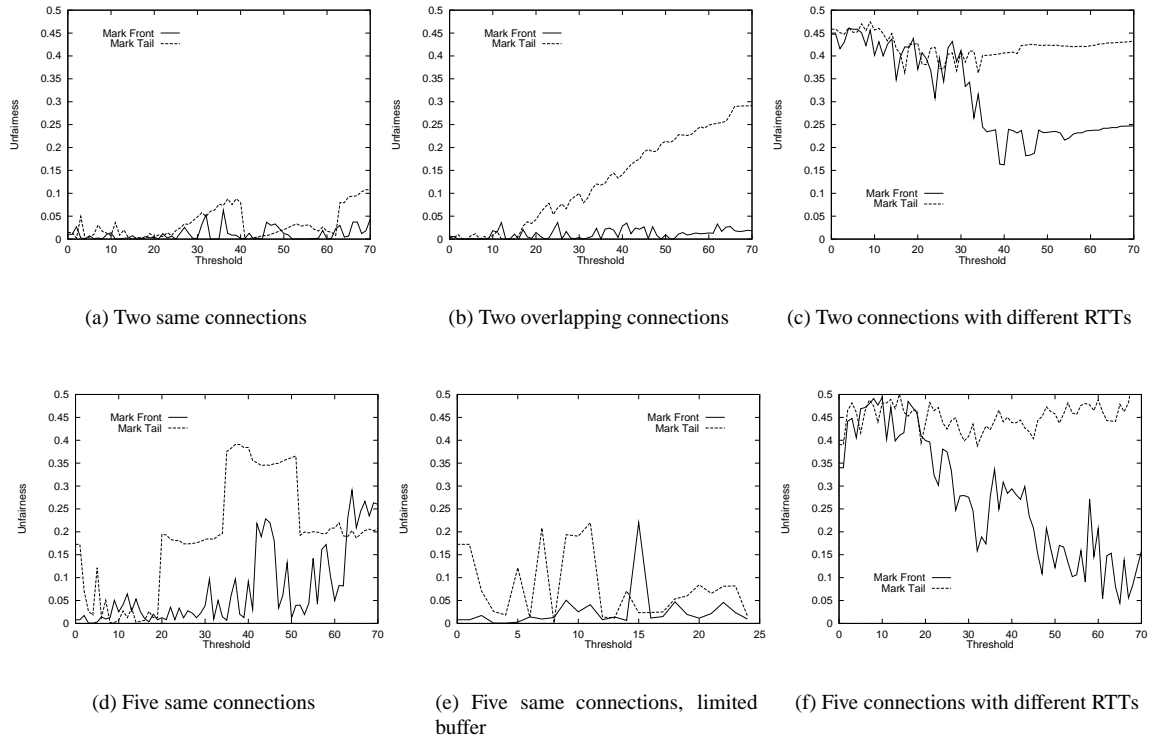 0.5
0.45
0.4
0.35
0.3
0.25
0.2
0.15
0.1
0.05
0
Unfairness
Mark Front
Mark Tail
0 10 20 30 40 50 60 70
Threshold
(a) Two same connections
0.5
0.45
0.4
0.35
0.3
0.25
0.2
0.15
0.1
0.05
0
Unfairness
Mark Front
Mark Tail
0 10 20 30 40 50 60 70
Threshold
(b) Two overlapping connections
0.5
0.45
0.4
0.35
0.3
0.25
0.2
0.15
0.1
0.05
0
Unfairness
Mark Front
Mark Tail
0 10 20 30 40 50 60 70
Threshold
(c) Two connections with different RTTs
0.5
0.45
0.4
0.35
0.3
0.25
0.2
0.15
0.1
0.05
0
Unfairness
Mark Front
Mark Tail
0 10 20 30 40 50 60 70
Threshold
(d) Five same connections
0.5
0.45
0.4
0.35
0.3
0.25
0.2
0.15
0.1
0.05
0
Unfairness
Mark Front
Mark Tail
0 5 10 15 20 25
Threshold
(e) Five same connections, limited
buffer
0.5
0.45
0.4
0.35
0.3
0.25
0.2
0.15
0.1
0.05
0
Unfairness
Mark Front
Mark Tail
0 10 20 30 40 50 60 70
Threshold
(f) Five connections with different RTTs